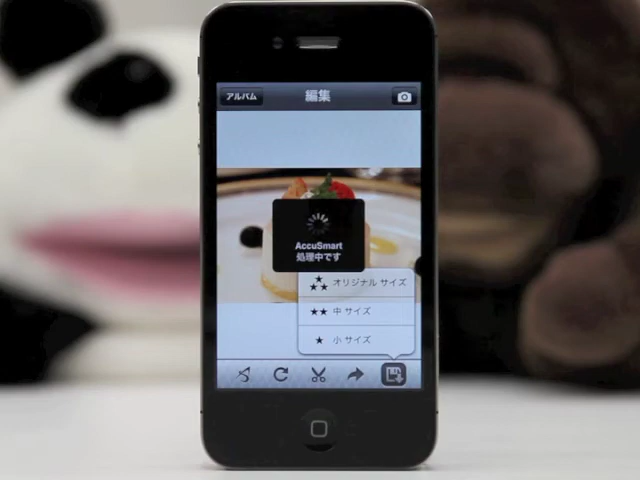 アルバム
編集
AccuSmart
処理中です
オリジナル サイズ
中 サイズ
小 サイズ